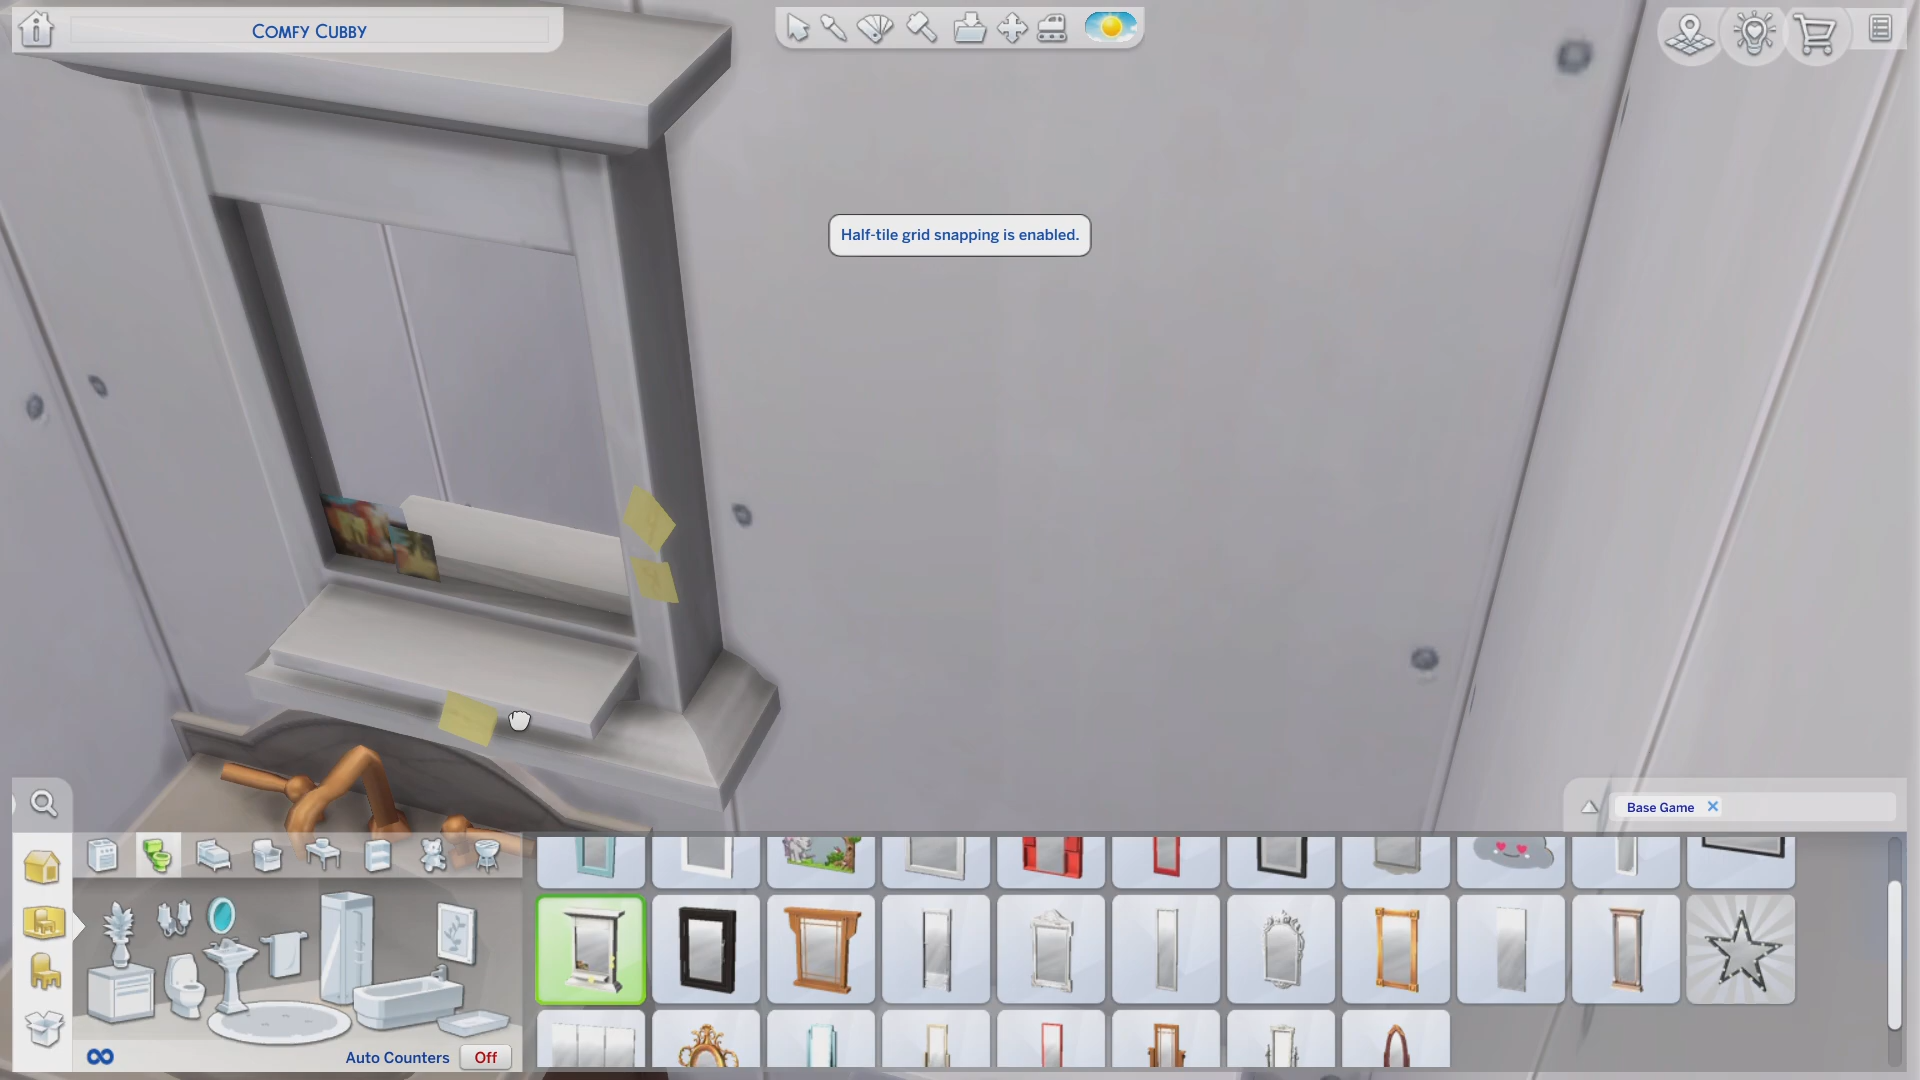 COMFY CUBBY
Half-tile grid snapping is enabled.
Base Game
Auto Counters Off